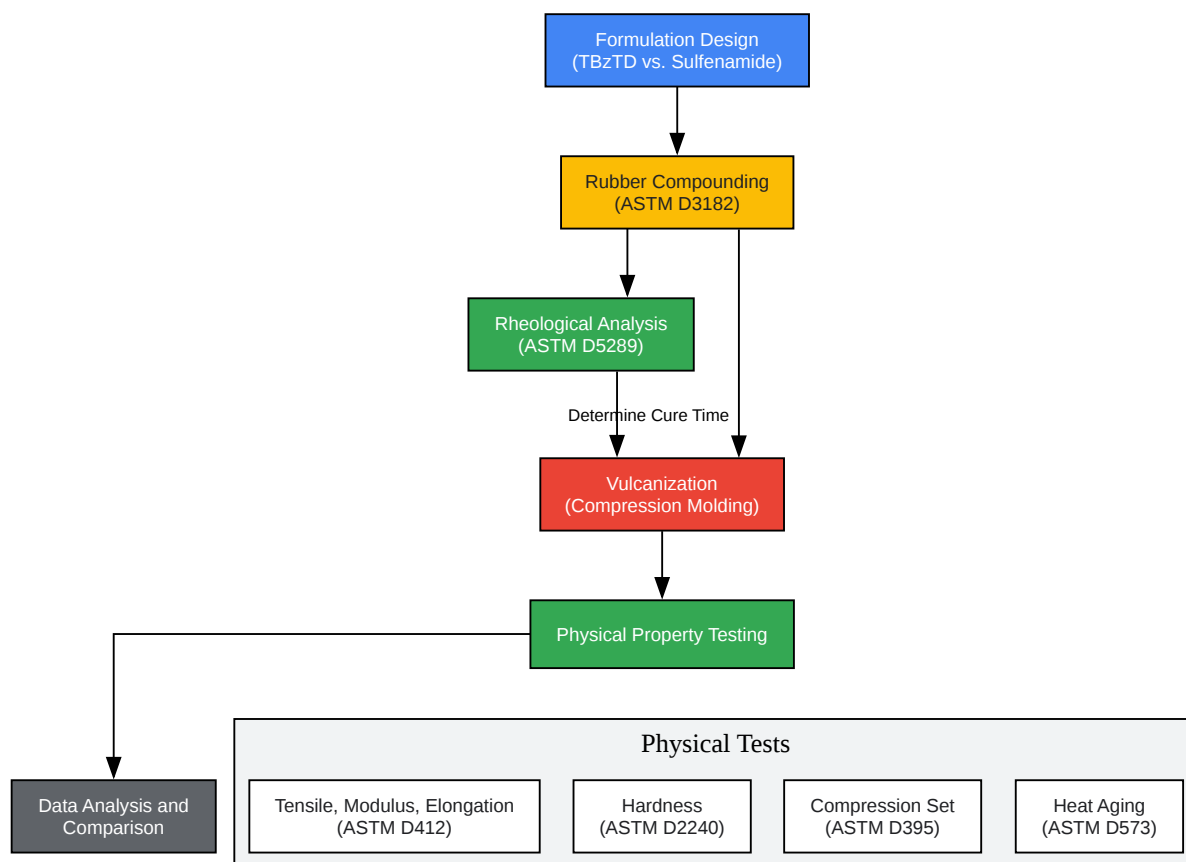 Formulation Design
(TBzTD vs. Sulfenamide)
Rubber Compounding
(ASTM D3182)
Rheological Analysis
(ASTM D5289)
Determine Cure Time
Vulcanization
(Compression Molding)
Physical Property Testing
Physical Tests
Data Analysis and
Comparison
Tensile, Modulus, Elongation
(ASTM D412)
Hardness
(ASTM D2240)
Compression Set
(ASTM D395)
Heat Aging
(ASTM D573)